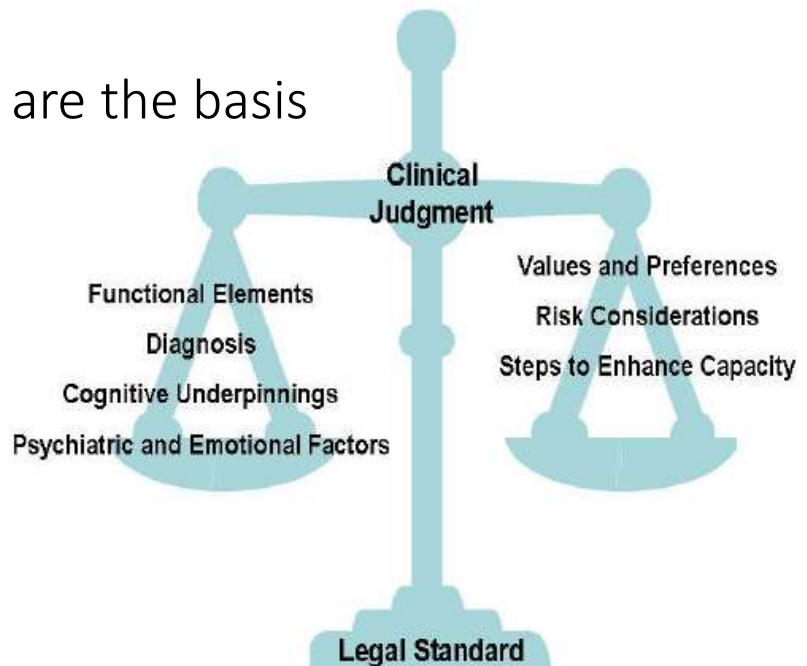 are the basis
Clinical
Judgment
Functional Elements
Diagnosis
Cognitive Underpinnings
Psychiatric and Emotional Factors
Values and Preferences
Risk Considerations
Steps to Enhance Capacity
Legal Standard